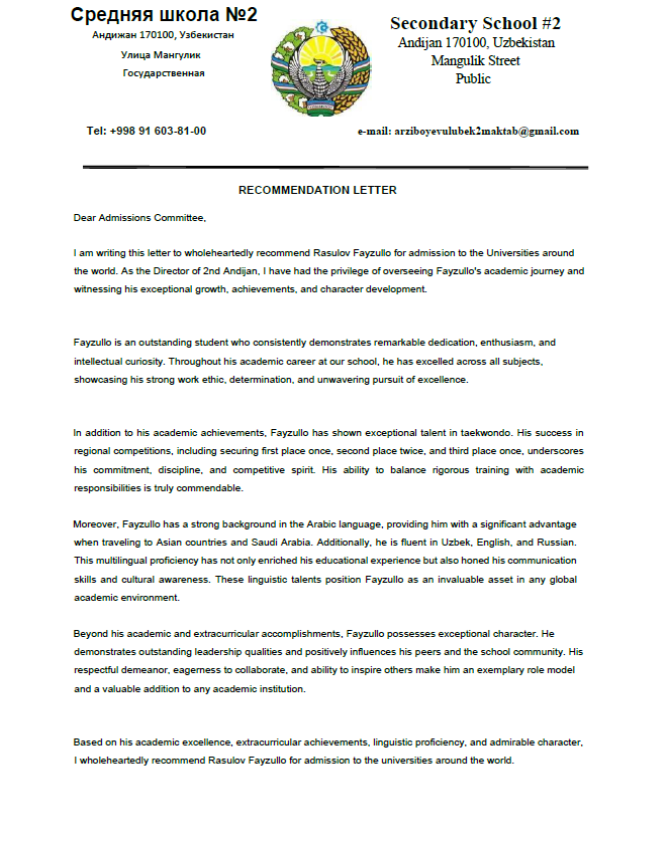 Средняя школа №2
Андижан 170100, Узбекистан
Улица Мангулик
Государственная
Secondary School #2
Andijan 170100, Uzbekistan
Mangulik Street
Public
Tel: +998 91 603-81-00
e-mail: arziboyevulubek2maktab@gmail.com
RECOMMENDATION LETTER
Dear Admissions Committee,
I am writing this letter to wholeheartedly recommend Rasulov Fayzullo for admission to the Universities around
the world. As the Director of 2nd Andijan, I have had the privilege of overseeing Fayzullo's academic journey and
witnessing his exceptional growth, achievements, and character development.
Fayzullo is an outstanding student who consistently demonstrates remarkable dedication, enthusiasm, and
intellectual curiosity. Throughout his academic career at our school, he has excelled across all subjects,
showcasing his strong work ethic, determination, and unwavering pursuit of excellence.
In addition to his academic achievements, Fayzullo has shown exceptional talent in taekwondo. His success in
regional competitions, including securing first place once, second place twice, and third place once, underscores
his commitment, discipline, and competitive spirit. His ability to balance rigorous training with academic
responsibilities is truly commendable.
Moreover, Fayzullo has a strong background in the Arabic language, providing him with a significant advantage
when traveling to Asian countries and Saudi Arabia. Additionally, he is fluent in Uzbek, English, and Russian.
This multilingual proficiency has not only enriched his educational experience but also honed his communication
skills and cultural awareness. These linguistic talents position Fayzullo as an invaluable asset in any global
academic environment.
Beyond his academic and extracurricular accomplishments, Fayzullo possesses exceptional character. He
demonstrates outstanding leadership qualities and positively influences his peers and the school community. His
respectful demeanor, eagerness to collaborate, and ability to inspire others make him an exemplary role model
and a valuable addition to any academic institution.
Based on his academic excellence, extracurricular achievements, linguistic proficiency, and admirable character,
I wholeheartedly recommend Rasulov Fayzullo for admission to the universities around the world.